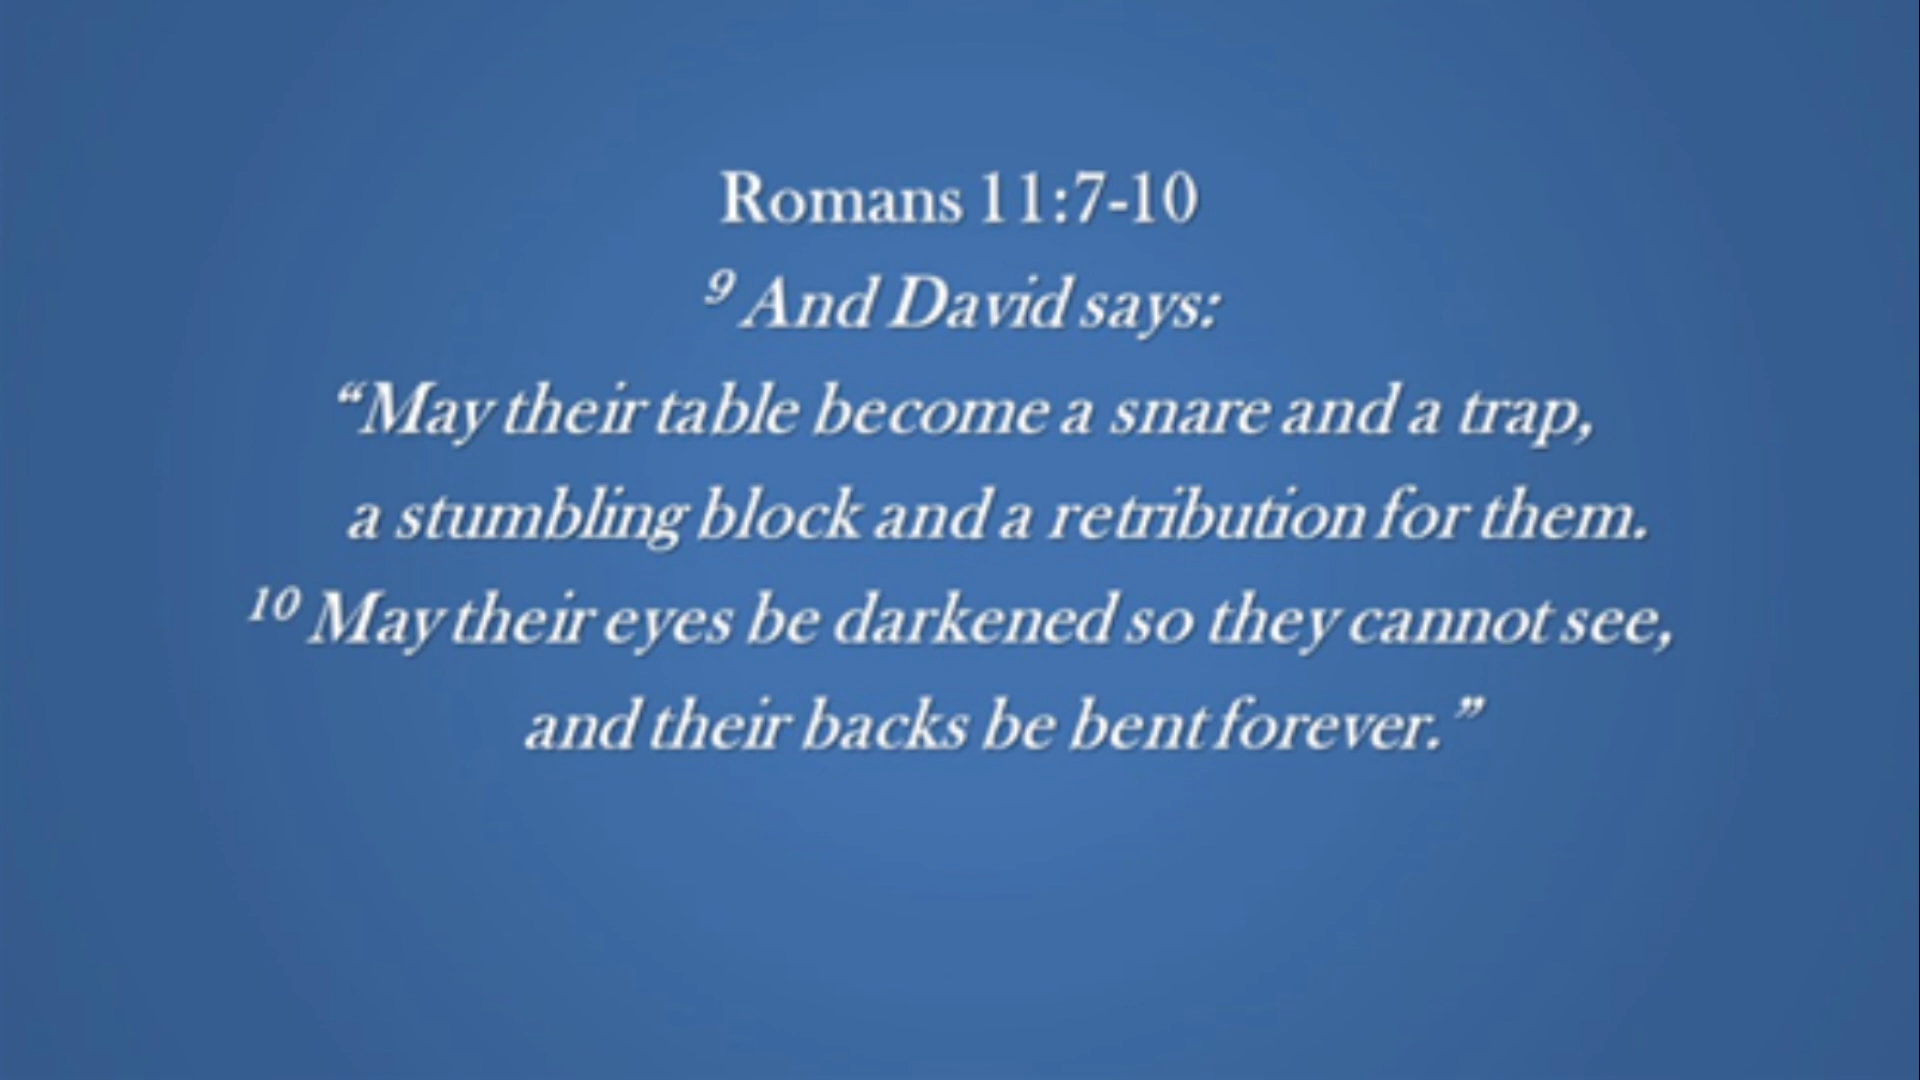 Romans 11:7-10
⁹ And David says:
“May their table become a snare and a trap,
a stumbling block and a retribution for them.
¹⁰ May their eyes be darkened so they cannot see,
and their backs be bent forever.”